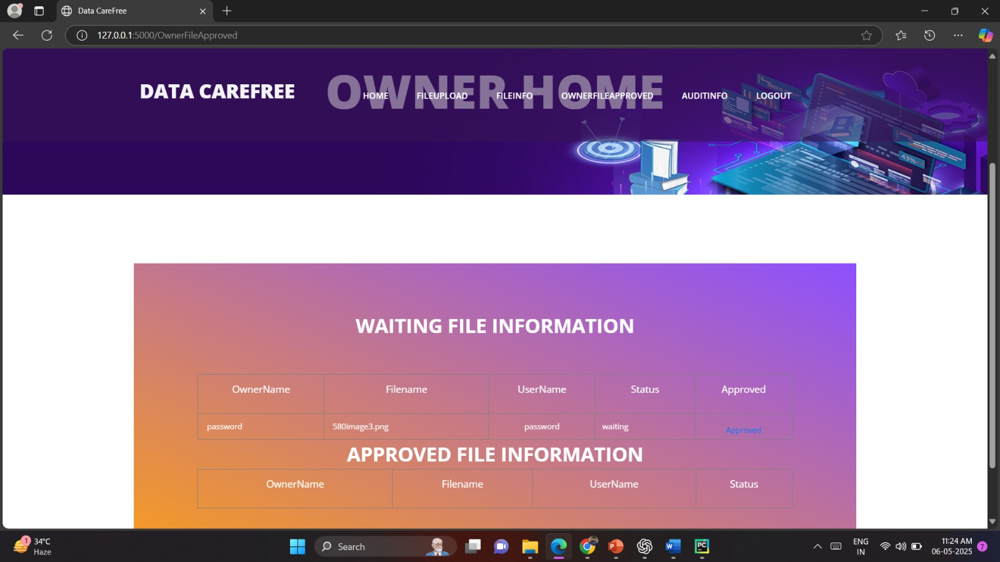 Data CareFree
127.0.0.1:5000/OwnerFileApproved
DATA CAREFREE
OWNER HOME
HOME FILEUPLOAD FILEINFO OWNERFILEAPPROVED AUDITINFO LOGOUT
43%
WAITING FILE INFORMATION
OwnerName Filename UserName Status Approved
password 580image3.png password waiting Approved
APPROVED FILE INFORMATION
OwnerName Filename UserName Status
1
34°C
Haze
Search
P
W
PC
ENG
IN
11:24 AM
06-05-2025
7